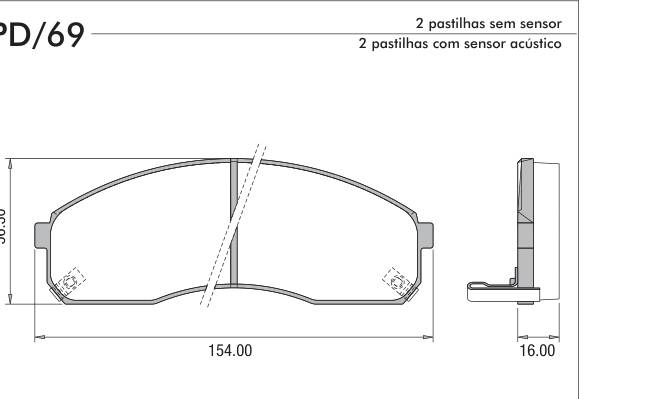 PD/69
2 pastilhas sem sensor
2 pastilhas com sensor acústico
154.00
16.00